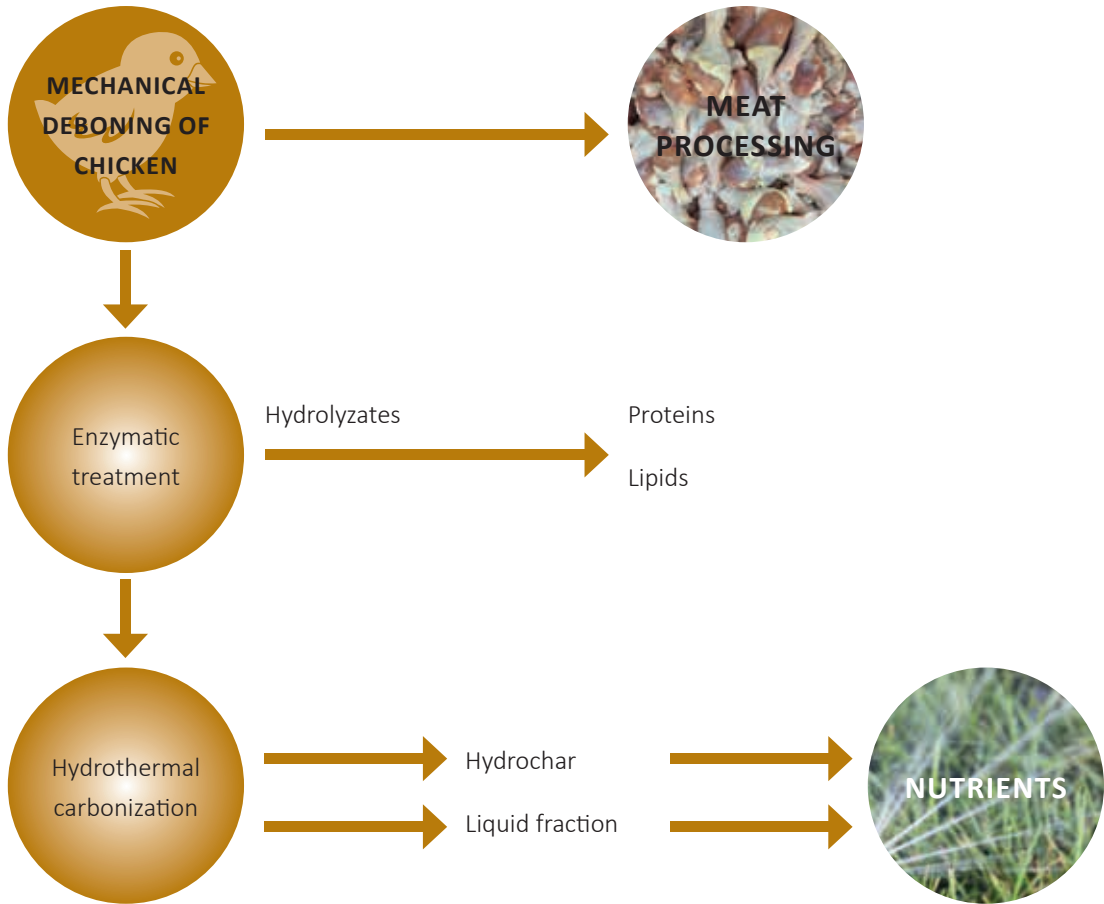 MECHANICAL
DEBONING OF
CHICKEN
MEAT
PROCESSING
Enzymatic
treatment
Hydrolyzates
Proteins
Lipids
Hydrothermal
carbonization
Hydrochar
Liquid fraction
NUTRIENTS